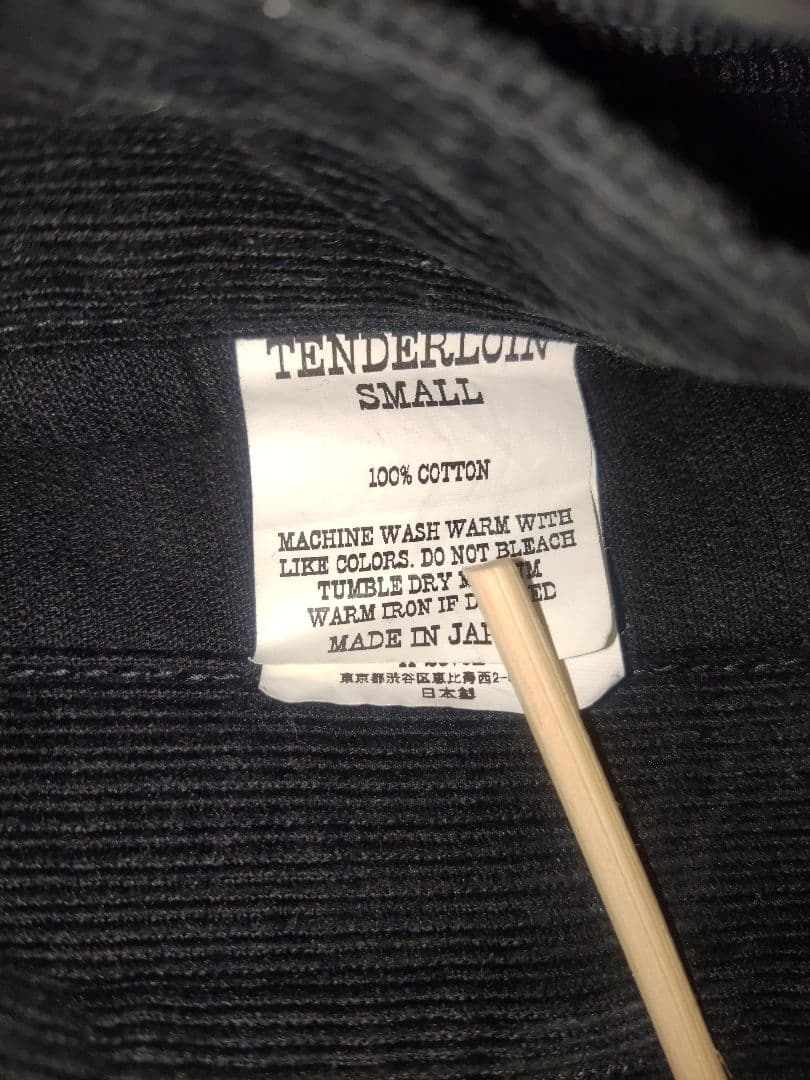 TENDERLOIN
SMALL
100% COTTON
MACHINE WASH WARM WITH
LIKE COLORS. DO NOT BLEACH
TUMBLE DRY
WARM IRON IF
MADE IN
東京都渋谷区恵比寿西2-
日本製